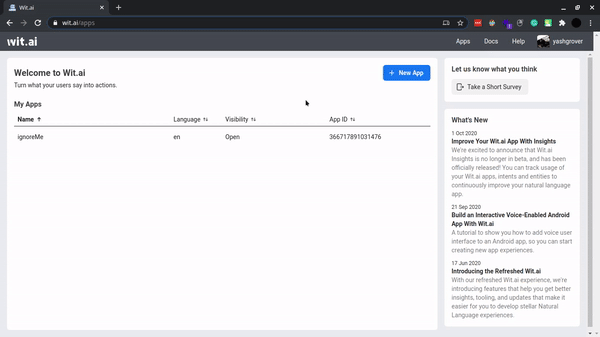 Wit.ai
wit.ai/apps
wit.ai
Apps Docs Help yashgrover
Welcome to Wit.ai
Turn what your users say into actions.
+ New App
My Apps
Name Language Visibility App ID
ignoreMe en Open 366717891031476
Let us know what you think
Take a Short Survey
What's New
1 Oct 2020
Improve Your Wit.ai App With Insights
We're excited to announce that Wit.ai
Insights is no longer in beta, and has been
officially released! You can track usage
of your Wit.ai apps, intents and entities to
continuously improve your natural language
app.
21 Sep 2020
Build an Interactive Voice-Enabled Android
App With Wit.ai
A tutorial to show you how to add voice user
interface to an Android app, so you can start
creating new app experiences.
17 Jun 2020
Introducing the Refreshed Wit.ai
With our refreshed Wit.ai experience, we're
introducing features that help you get better
insights, tooling, and updates that make it
easier for you to develop stellar Natural
Language experiences.